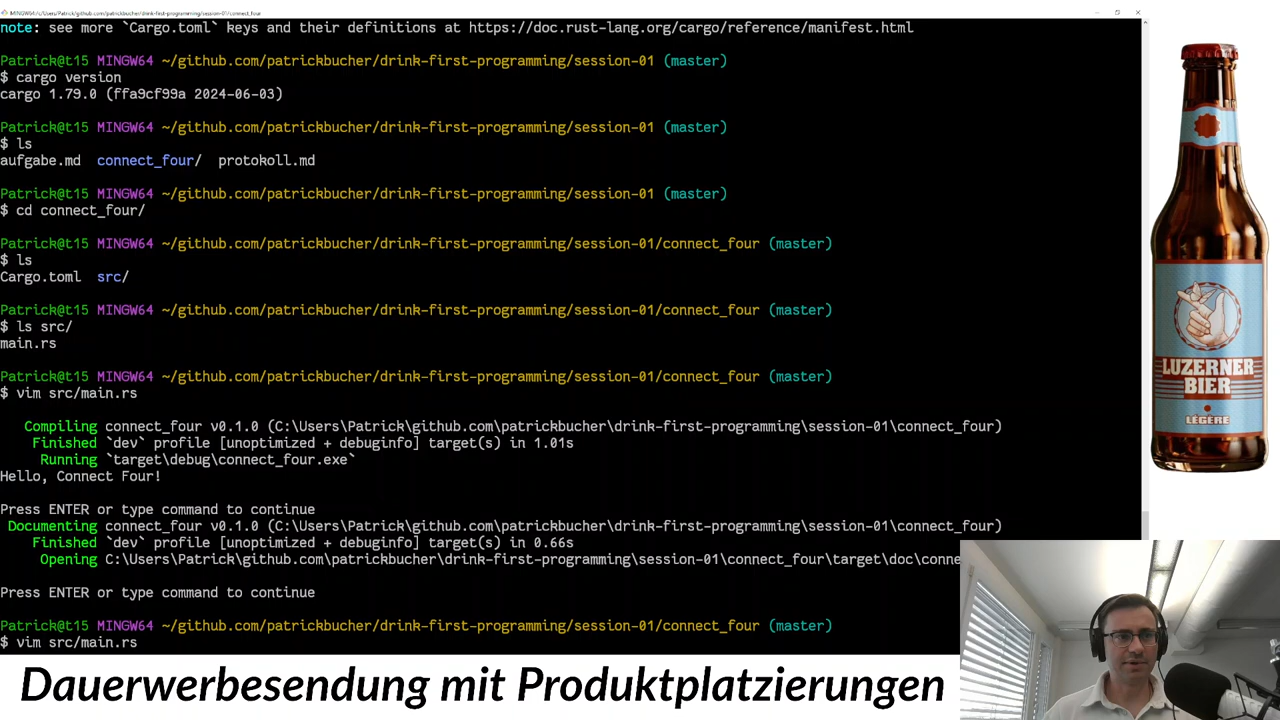 MINGW64:/c/Users/Patrick/github.com/patrickbucher/drink-first-programming/session-01/connect_four
note: see more `Cargo.toml` keys and their definitions at https://doc.rust-lang.org/cargo/reference/manifest.html
Patrick@t15 MINGW64 ~/github.com/patrickbucher/drink-first-programming/session-01 (master)
$ cargo version
cargo 1.79.0 (ffa9cf99a 2024-06-03)
Patrick@t15 MINGW64 ~/github.com/patrickbucher/drink-first-programming/session-01 (master)
$ ls
aufgabe.md  connect_four/  protokoll.md
Patrick@t15 MINGW64 ~/github.com/patrickbucher/drink-first-programming/session-01 (master)
$ cd connect_four/
Patrick@t15 MINGW64 ~/github.com/patrickbucher/drink-first-programming/session-01/connect_four (master)
$ ls
Cargo.toml  src/
Patrick@t15 MINGW64 ~/github.com/patrickbucher/drink-first-programming/session-01/connect_four (master)
$ ls src/
main.rs
Patrick@t15 MINGW64 ~/github.com/patrickbucher/drink-first-programming/session-01/connect_four (master)
$ vim src/main.rs
Compiling connect_four v0.1.0 (C:\Users\Patrick\github.com\patrickbucher\drink-first-programming\session-01\connect_four)
Finished `dev` profile [unoptimized + debuginfo] target(s) in 1.01s
Running `target\debug\connect_four.exe`
Hello, Connect Four!
Press ENTER or type command to continue
Documenting connect_four v0.1.0 (C:\Users\Patrick\github.com\patrickbucher\drink-first-programming\session-01\connect_four)
Finished `dev` profile [unoptimized + debuginfo] target(s) in 0.66s
Opening C:\Users\Patrick\github.com\patrickbucher\drink-first-programming\session-01\connect_four\target\doc\conne
Press ENTER or type command to continue
Patrick@t15 MINGW64 ~/github.com/patrickbucher/drink-first-programming/session-01/connect_four (master)
$ vim src/main.rs
LUZERNER
BIER
LÉGÈRE
Dauerwerbesendung mit Produktplatzierungen